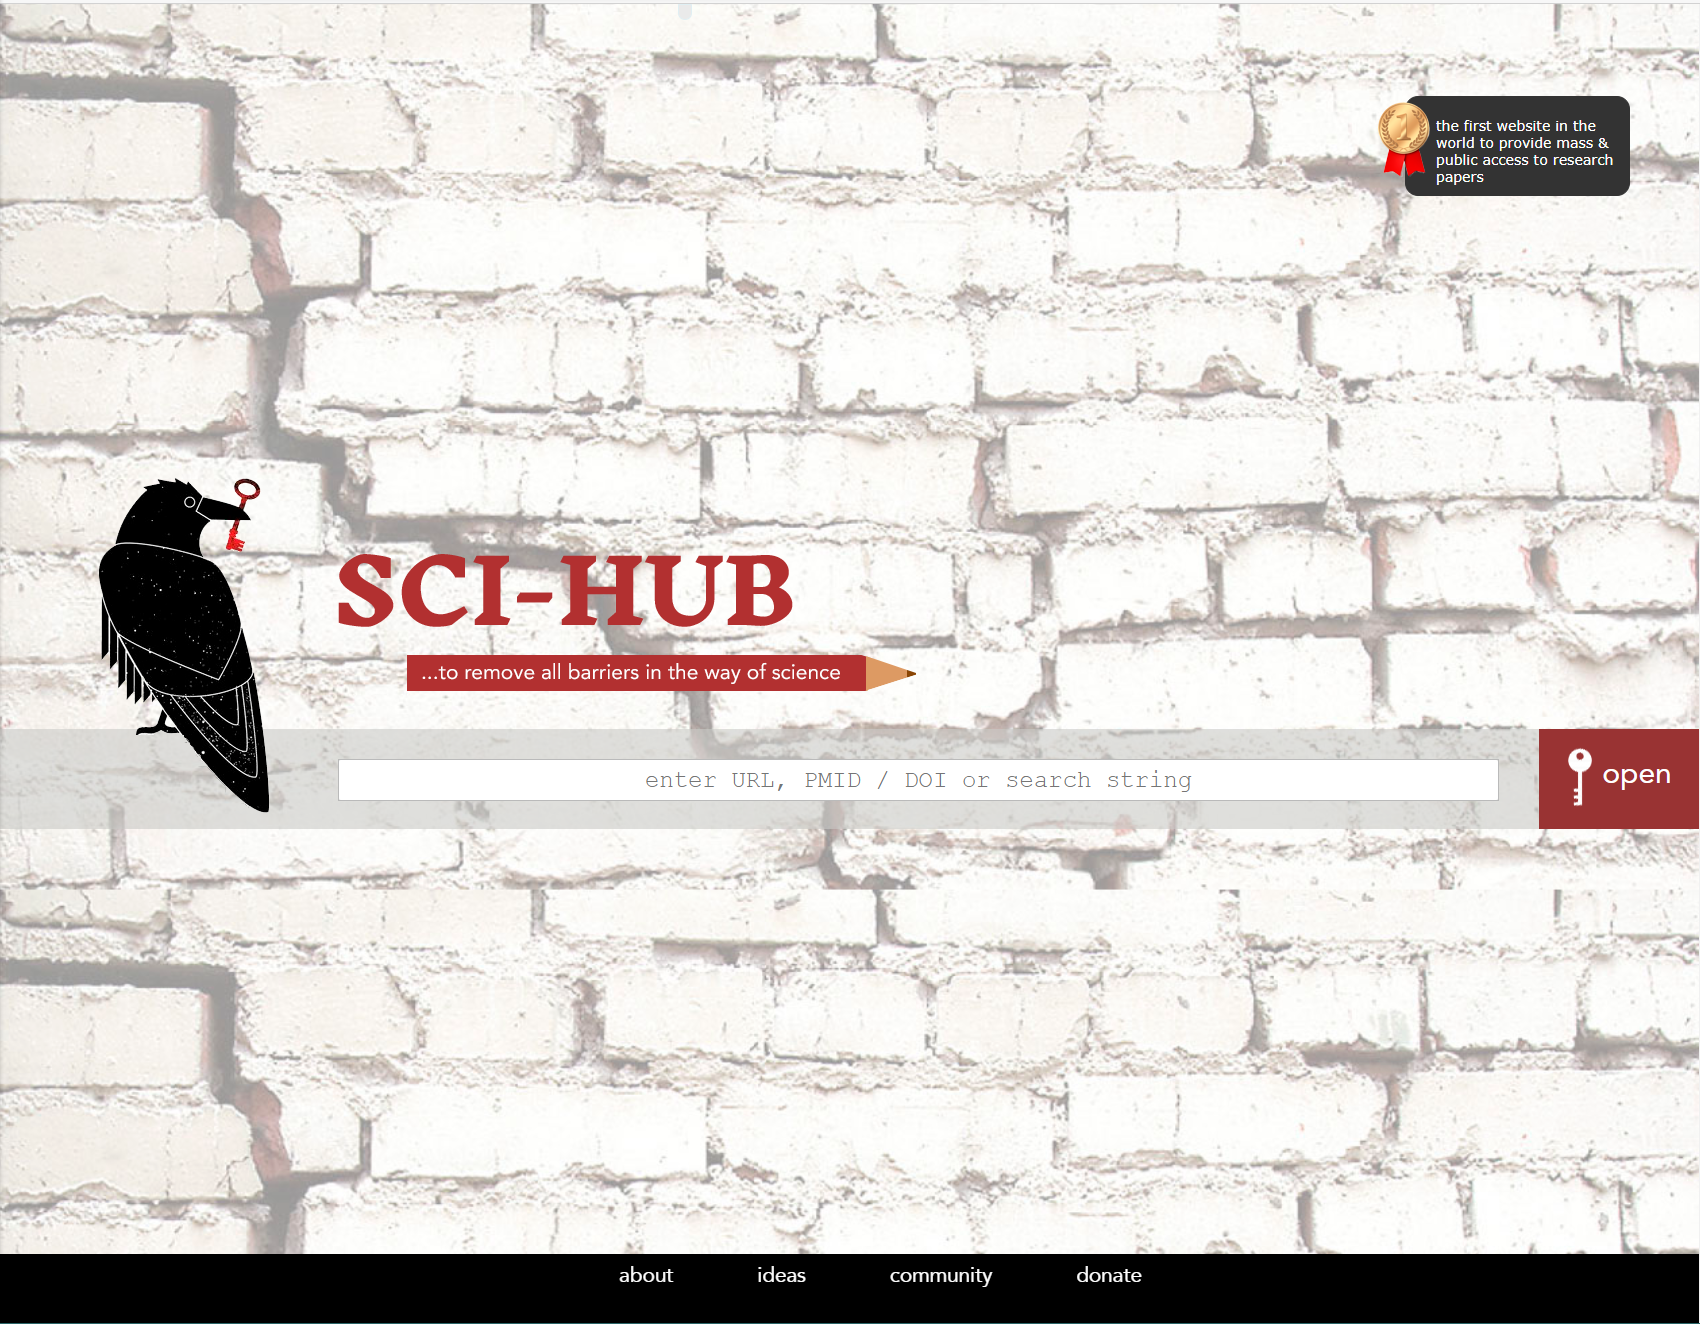 the first website in the
world to provide mass &
public access to research
papers
SCI-HUB
...to remove all barriers in the way of science
enter URL, PMID / DOI or search string
open
about ideas community donate